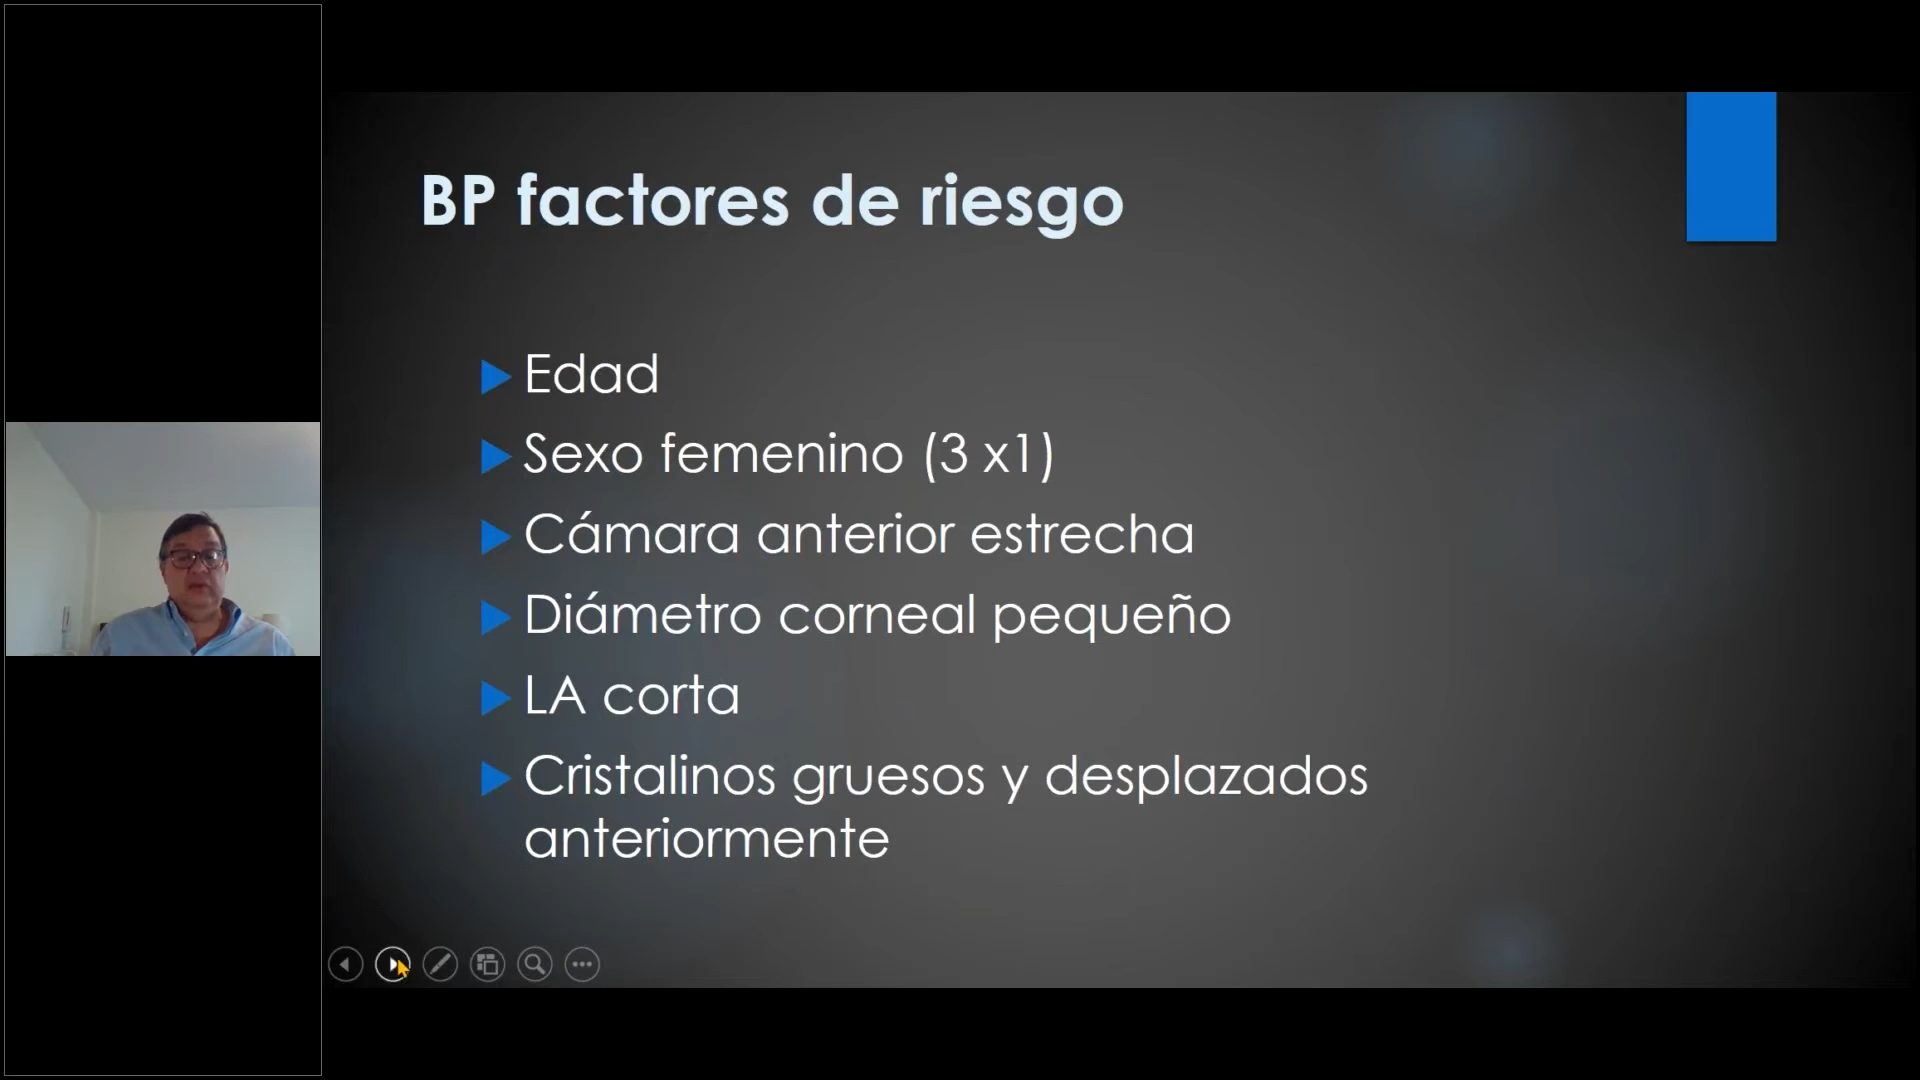 BP factores de riesgo
Edad
Sexo femenino (3 x1)
Cámara anterior estrecha
Diámetro corneal pequeño
LA corta
Cristalinos gruesos y desplazados
anteriormente